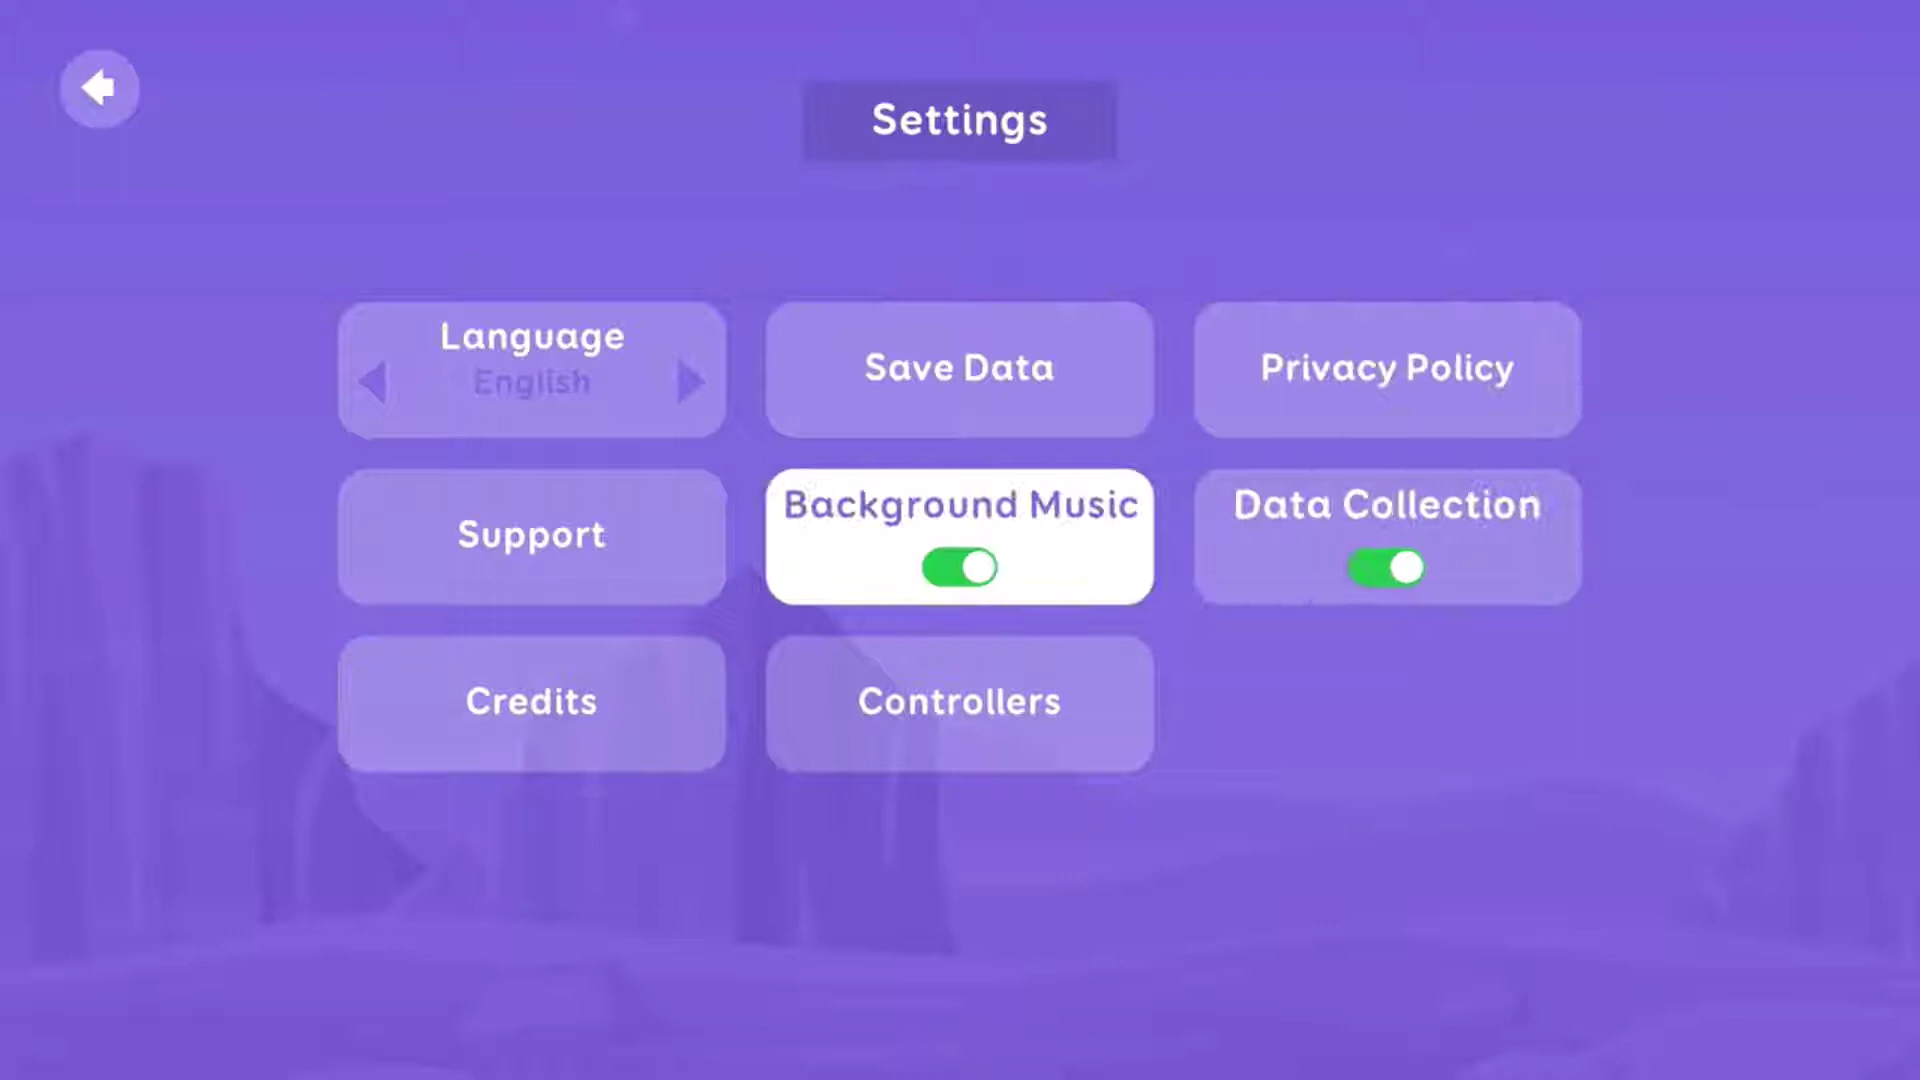 Settings
Language
English
Save Data
Privacy Policy
Support
Background Music
Data Collection
Credits
Controllers